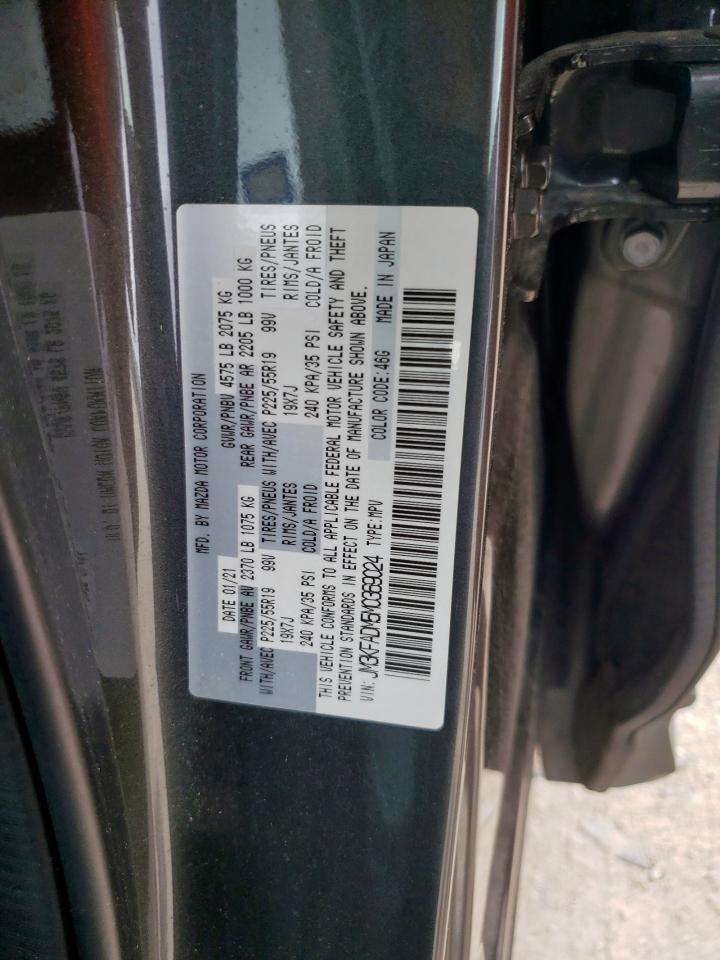 MFD. BY MAZDA MOTOR CORPORATION
DATE 01/21 GVWR/PNBV 4575 LB 2075 KG
FRONT GAWR/PNBE AV 2370 LB 1075 KG REAR GAWR/PNBE AR 2205 LB 1000 KG
WITH/AVEC P225/55R19 99V TIRES/PNEUS WITH/AVEC P225/55R19 99V TIRES/PNEUS
19X7J RIMS/JANTES 19X7J RIMS/JANTES
240 KPA/35 PSI COLD/A FROID 240 KPA/35 PSI COLD/A FROID
THIS VEHICLE CONFORMS TO ALL APPLICABLE FEDERAL MOTOR VEHICLE SAFETY AND THEFT
PREVENTION STANDARDS IN EFFECT ON THE DATE OF MANUFACTURE SHOWN ABOVE.
VIN: JM3KFADM5M0369024 TYPE:MPV COLOR CODE:46G MADE IN JAPAN